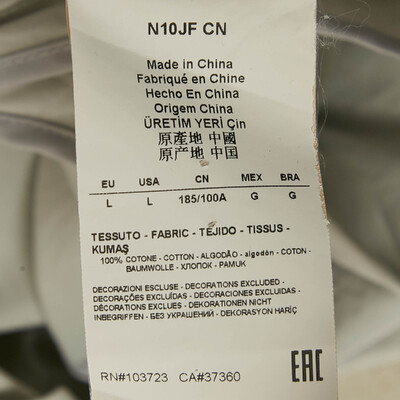 N10JF CN
Made in China
Fabriqué en Chine
Hecho En China
Origem China
ÜRETİM YERİ Çin
原產地 中國
原产地 中国
EU USA CN MEX BRA
L L 185/100A G G
TESSUTO - FABRIC - TEJIDO - TISSUS -
KUMAŞ
100% COTONE - COTTON - ALGODÃO - algodón - COTON -
BAUMWOLLE - ХЛОПОК - PAMUK
DECORAZIONI ESCLUSE - DECORATIONS EXCLUDED -
DECORAÇÕES EXCLUÍDAS - DECORACIONES EXCLUIDAS -
DÉCORATIONS EXCLUES - DEKORATIONEN NICHT
INBEGRIFFEN - БЕЗ УКРАШЕНИЙ - DEKORASYON HARİÇ
EAC
RN#103723 CA#37360